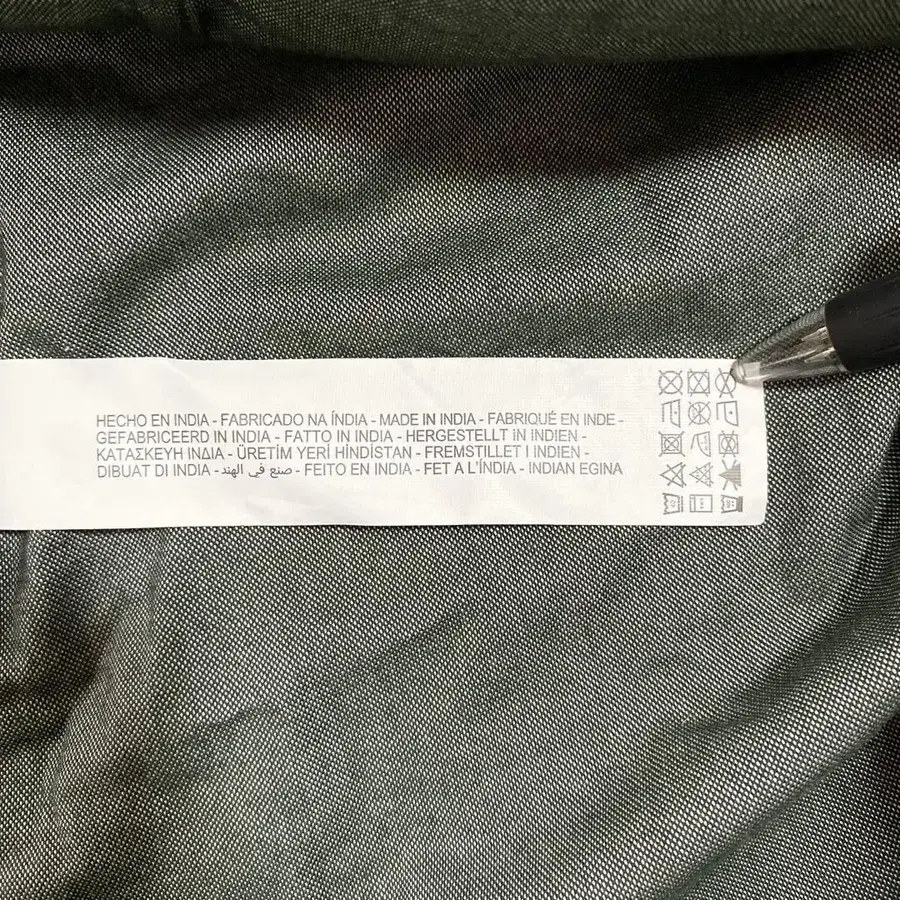 HECHO EN INDIA - FABRICADO NA ÍNDIA - MADE IN INDIA - FABRIQUÉ EN INDE -
GEFABRICEERD IN INDIA - FATTO IN INDIA - HERGESTELLT IN INDIEN -
ΚΑΤΑΣΚΕΥΗ ΙΝΔΙΑ - ÜRETİM YERİ HİNDİSTAN - FREMSTILLET I INDIEN -
DIBUAT DI INDIA - صنع في الهند - FEITO EN INDIA - FET A L'ÍNDIA - INDIAN EGINA